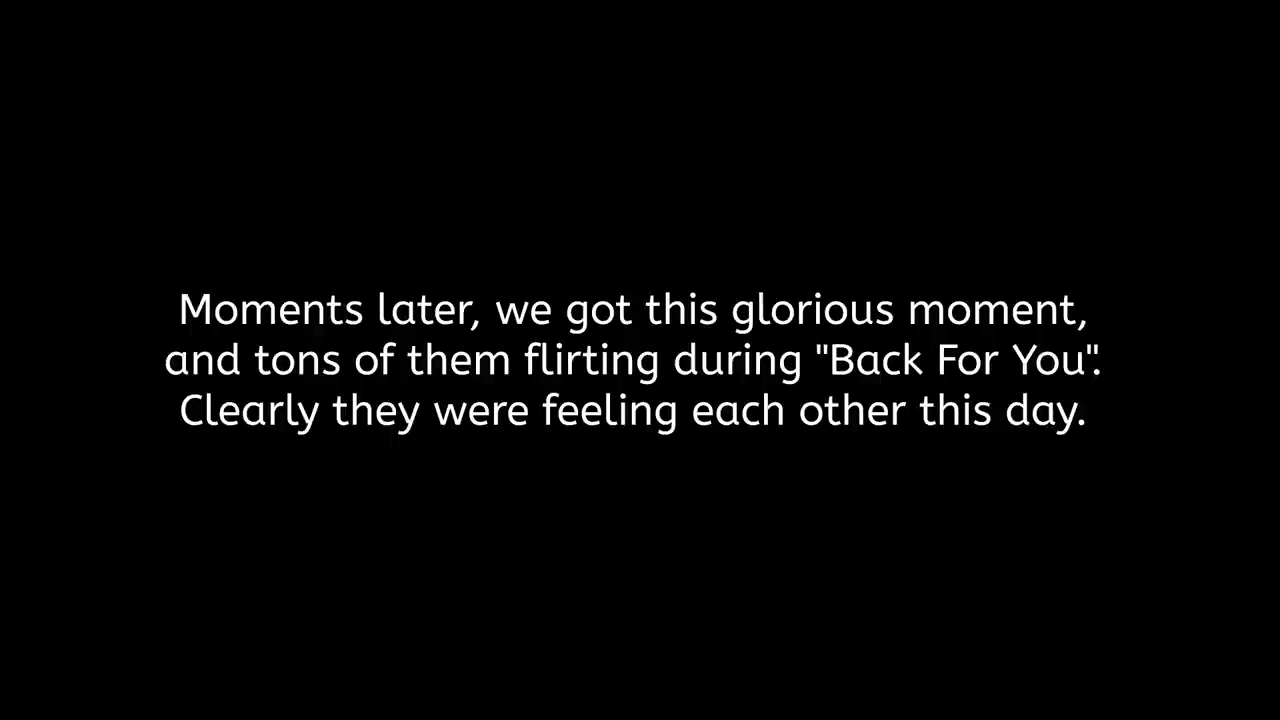 Moments later, we got this glorious moment,
and tons of them flirting during "Back For You".
Clearly they were feeling each other this day.